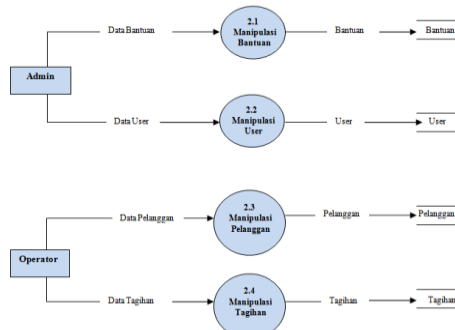 2.1
Data Bantuan
Manipulasi
Bantuan
Bantuan
Bantuan
Admin
2.2
Data User
Manipulasi
User
User
User
2.3
Data Pelanggan
Manipulasi
Pelanggan
Pelanggan
Pelanggan
Operator
2.4
Data Tagihan
Manipulasi
Tagihan
Tagihan
Tagihan